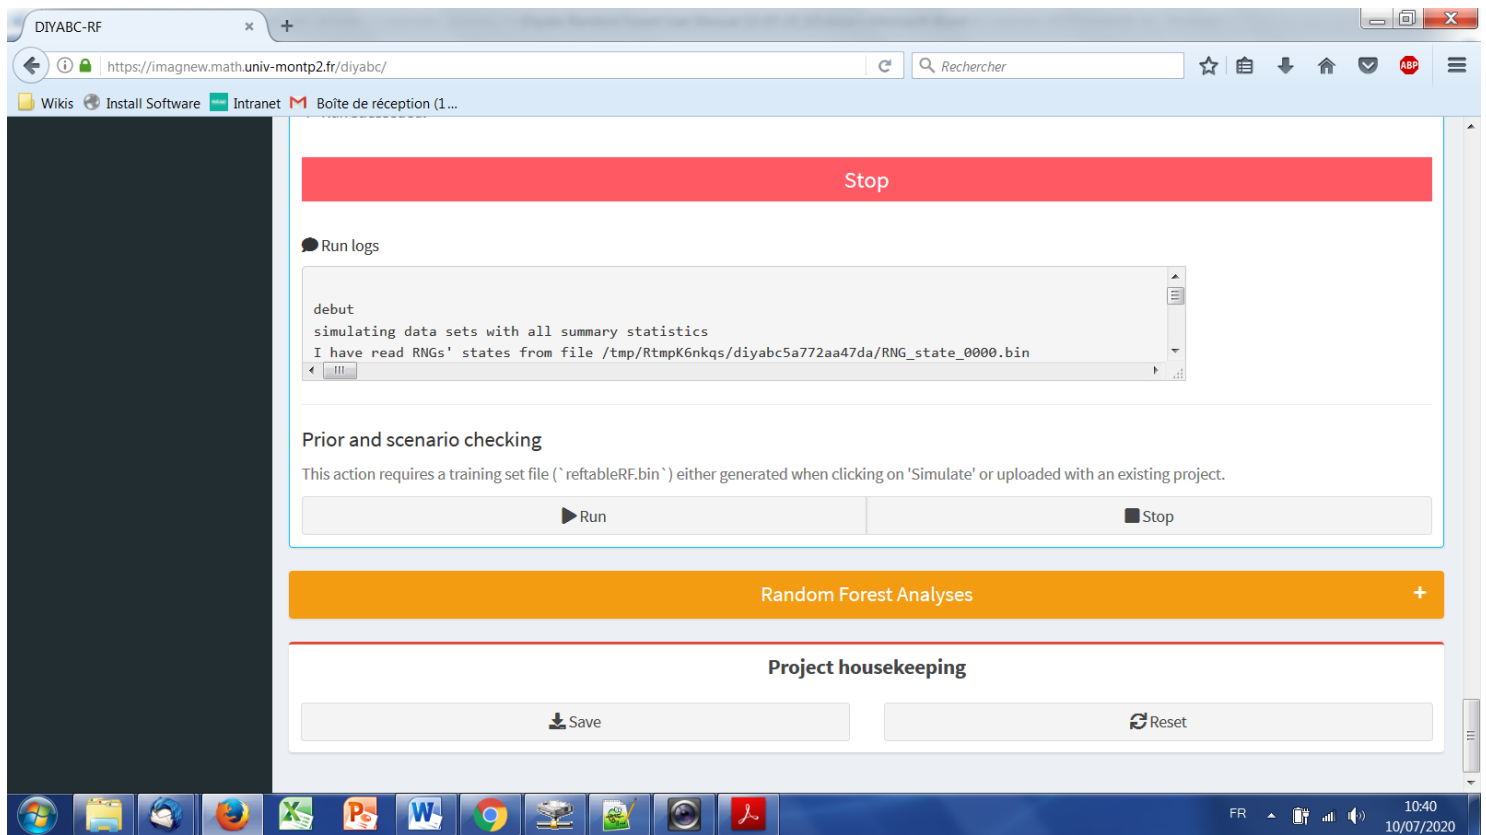 DIYABC-RF
https://imagnew.math.univ-montp2.fr/diyabc/
Rechercher
ABP
Wikis Install Software Intranet Boîte de réception (1...
Stop
Run logs
debut
simulating data sets with all summary statistics
I have read RNGs' states from file /tmp/RtmpK6nkqs/diyabc5a772aa47da/RNG_state_0000.bin
Prior and scenario checking
This action requires a training set file (`reftableRF.bin`) either generated when clicking on 'Simulate' or uploaded with an existing project.
Run
Stop
Random Forest Analyses
Project housekeeping
Save
Reset
FR
10:40
10/07/2020